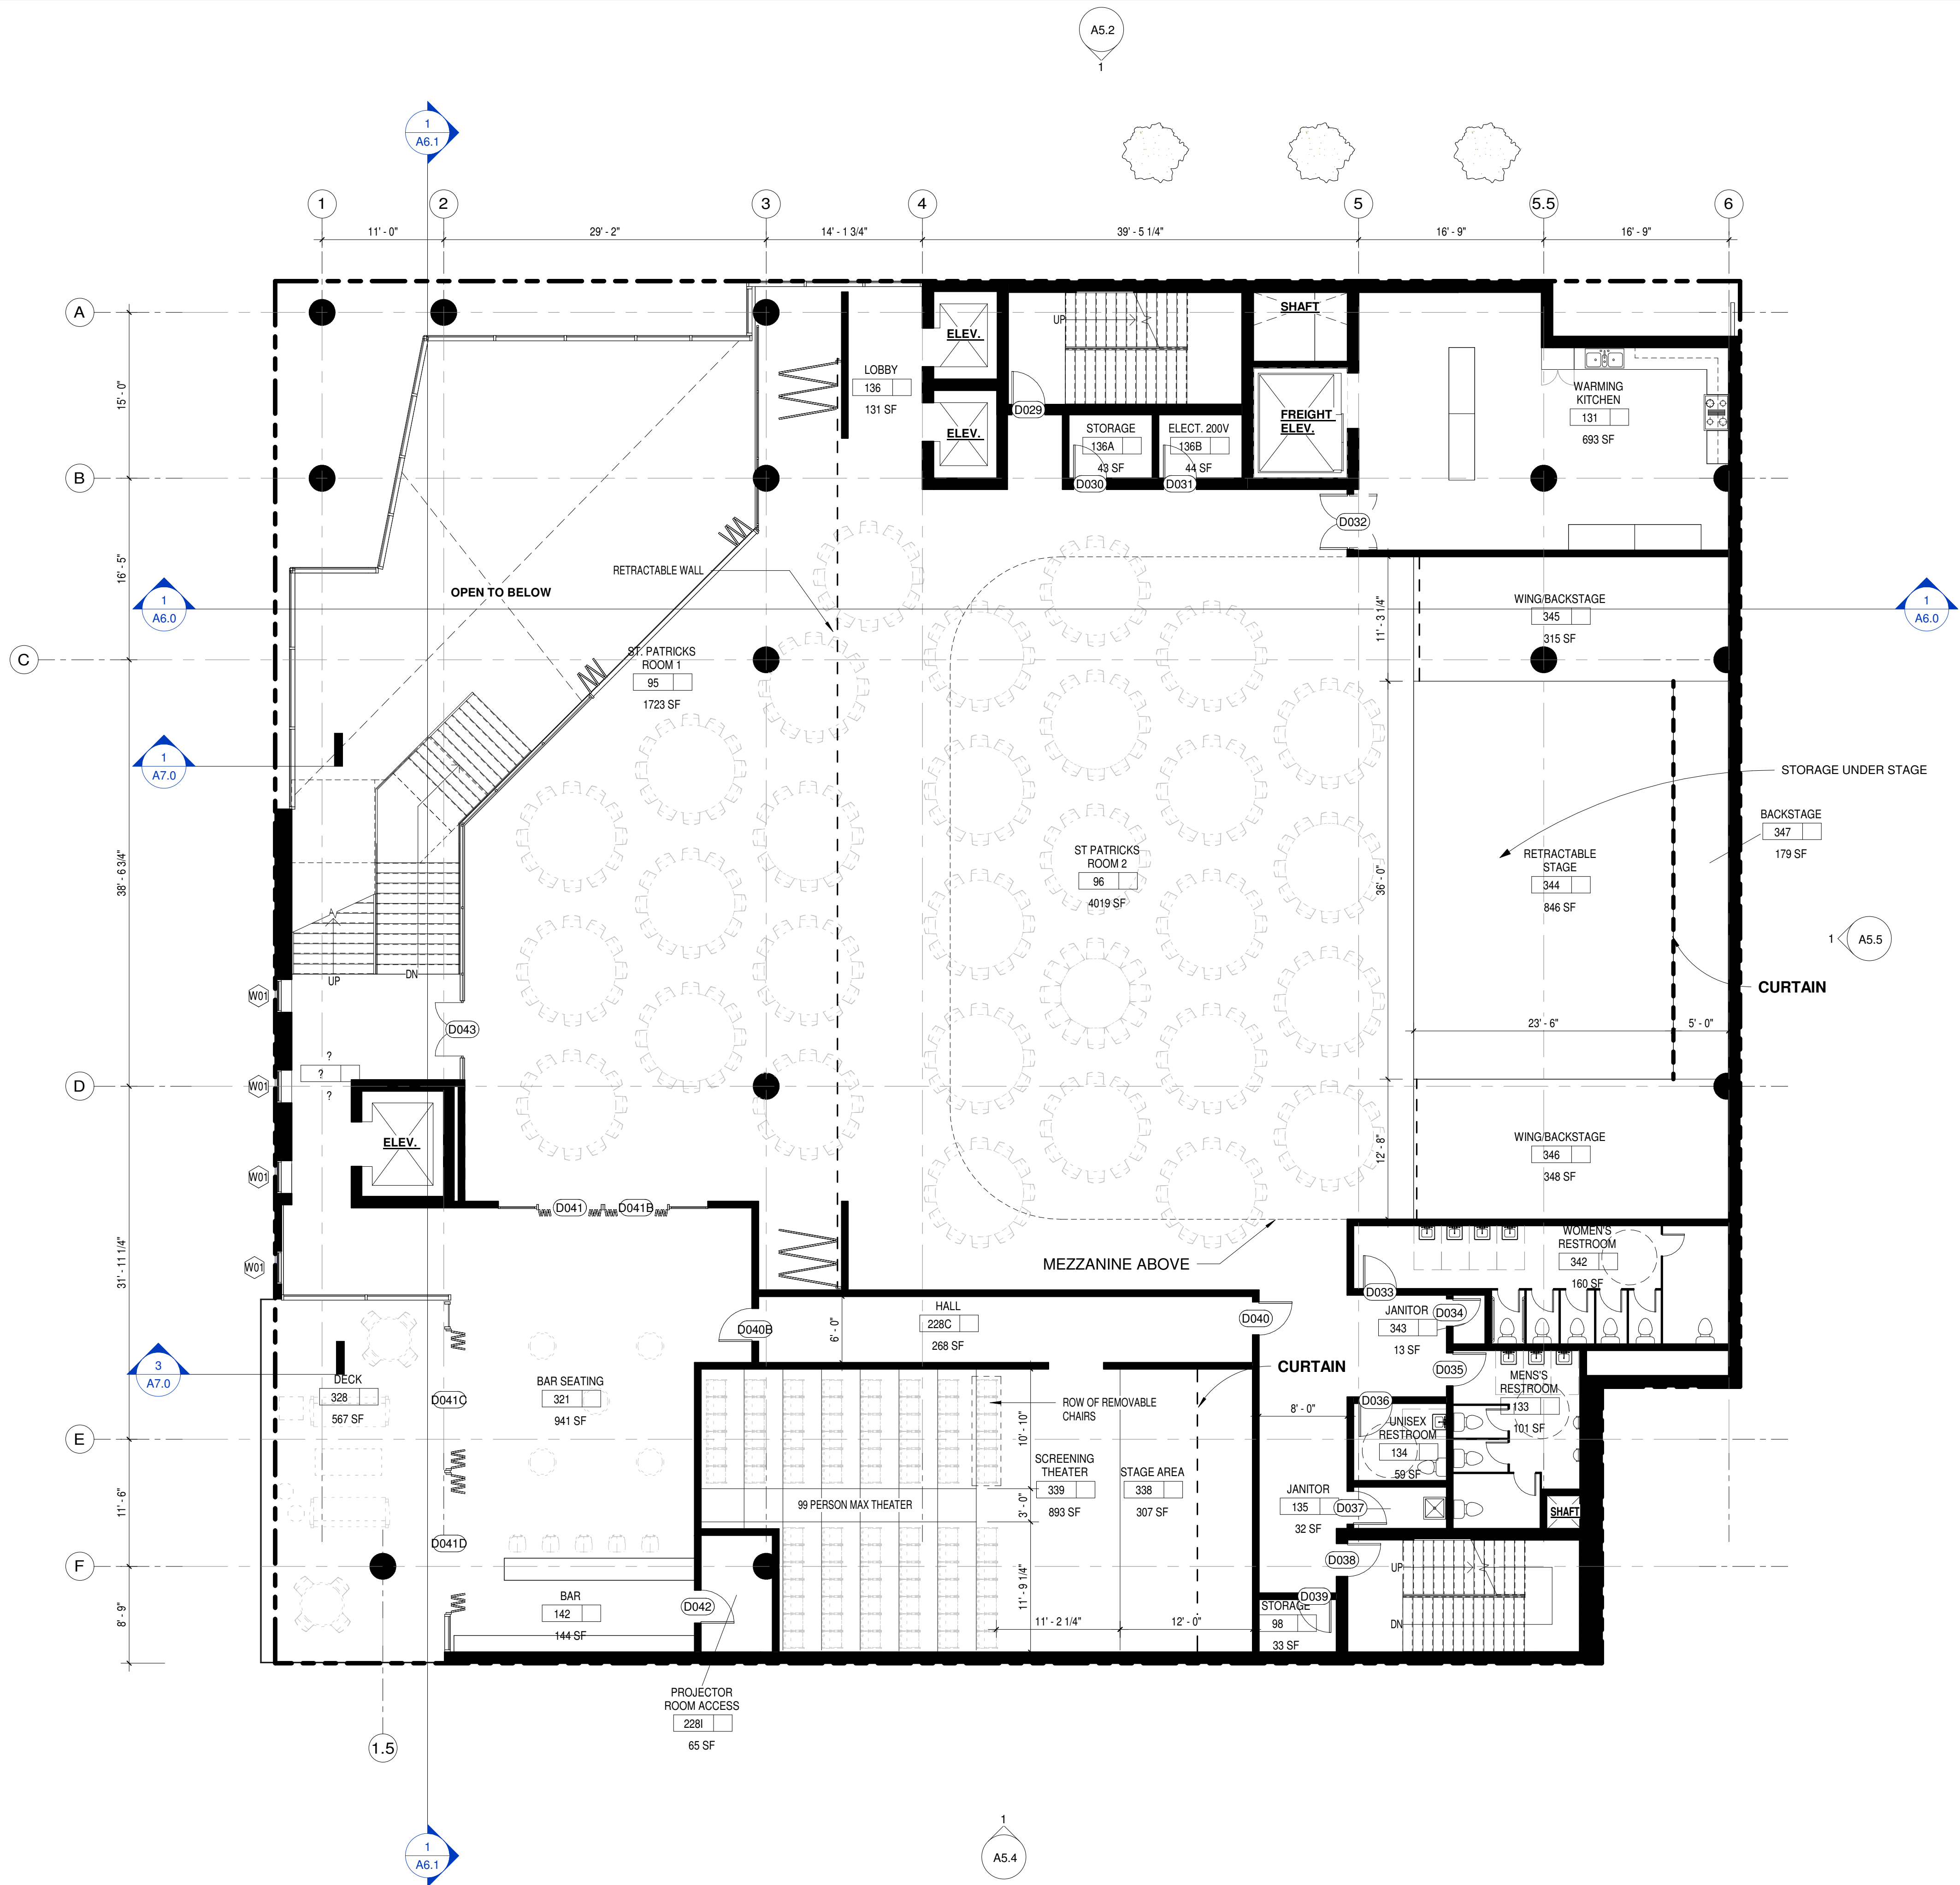 A5.2
1
1
A6.1
1
2
3
4
5
5.5
6
11' - 0"
29' - 2"
14' - 1 3/4"
39' - 5 1/4"
16' - 9"
16' - 9"
A
B
C
D
E
F
15' - 0"
16' - 5"
38' - 6 3/4"
31' - 11 1/4"
11' - 6"
8' - 9"
LOBBY
136
131 SF
ELEV.
ELEV.
UP
SHAFT
FREIGHT
ELEV.
D029
STORAGE
136A
43 SF
D030
ELECT. 200V
136B
44 SF
D031
WARMING
KITCHEN
131
693 SF
D032
RETRACTABLE WALL
OPEN TO BELOW
1
A6.0
1
A6.0
WING/BACKSTAGE
345
315 SF
11' - 3 1/4"
ST. PATRICKS
ROOM 1
95
1723 SF
1
A7.0
STORAGE UNDER STAGE
BACKSTAGE
347
179 SF
ST PATRICKS
ROOM 2
96
4019 SF
RETRACTABLE
STAGE
344
846 SF
36' - 0"
1
A5.5
CURTAIN
23' - 6"
5' - 0"
UP
DN
W01
W01
W01
W01
D043
?
?
?
ELEV.
WING/BACKSTAGE
346
348 SF
12' - 8"
D041
D041B
MEZZANINE ABOVE
WOMEN'S
RESTROOM
342
160 SF
D033
JANITOR
343
13 SF
D034
HALL
228C
268 SF
6' - 0"
D040B
D040
CURTAIN
D035
MENS'S
RESTROOM
133
101 SF
3
A7.0
DECK
328
567 SF
D041C
BAR SEATING
321
941 SF
ROW OF REMOVABLE
CHAIRS
8' - 0"
D036
UNISEX
RESTROOM
134
59 SF
10' - 10"
SCREENING
THEATER
339
893 SF
STAGE AREA
338
307 SF
99 PERSON MAX THEATER
3' - 0"
JANITOR
135
32 SF
D037
SHAFT
D041D
D038
UP
DN
11' - 9 1/4"
BAR
142
144 SF
D042
D039
STORAGE
98
33 SF
11' - 2 1/4"
12' - 0"
PROJECTOR
ROOM ACCESS
228I
65 SF
1.5
1
A6.1
1
A5.4